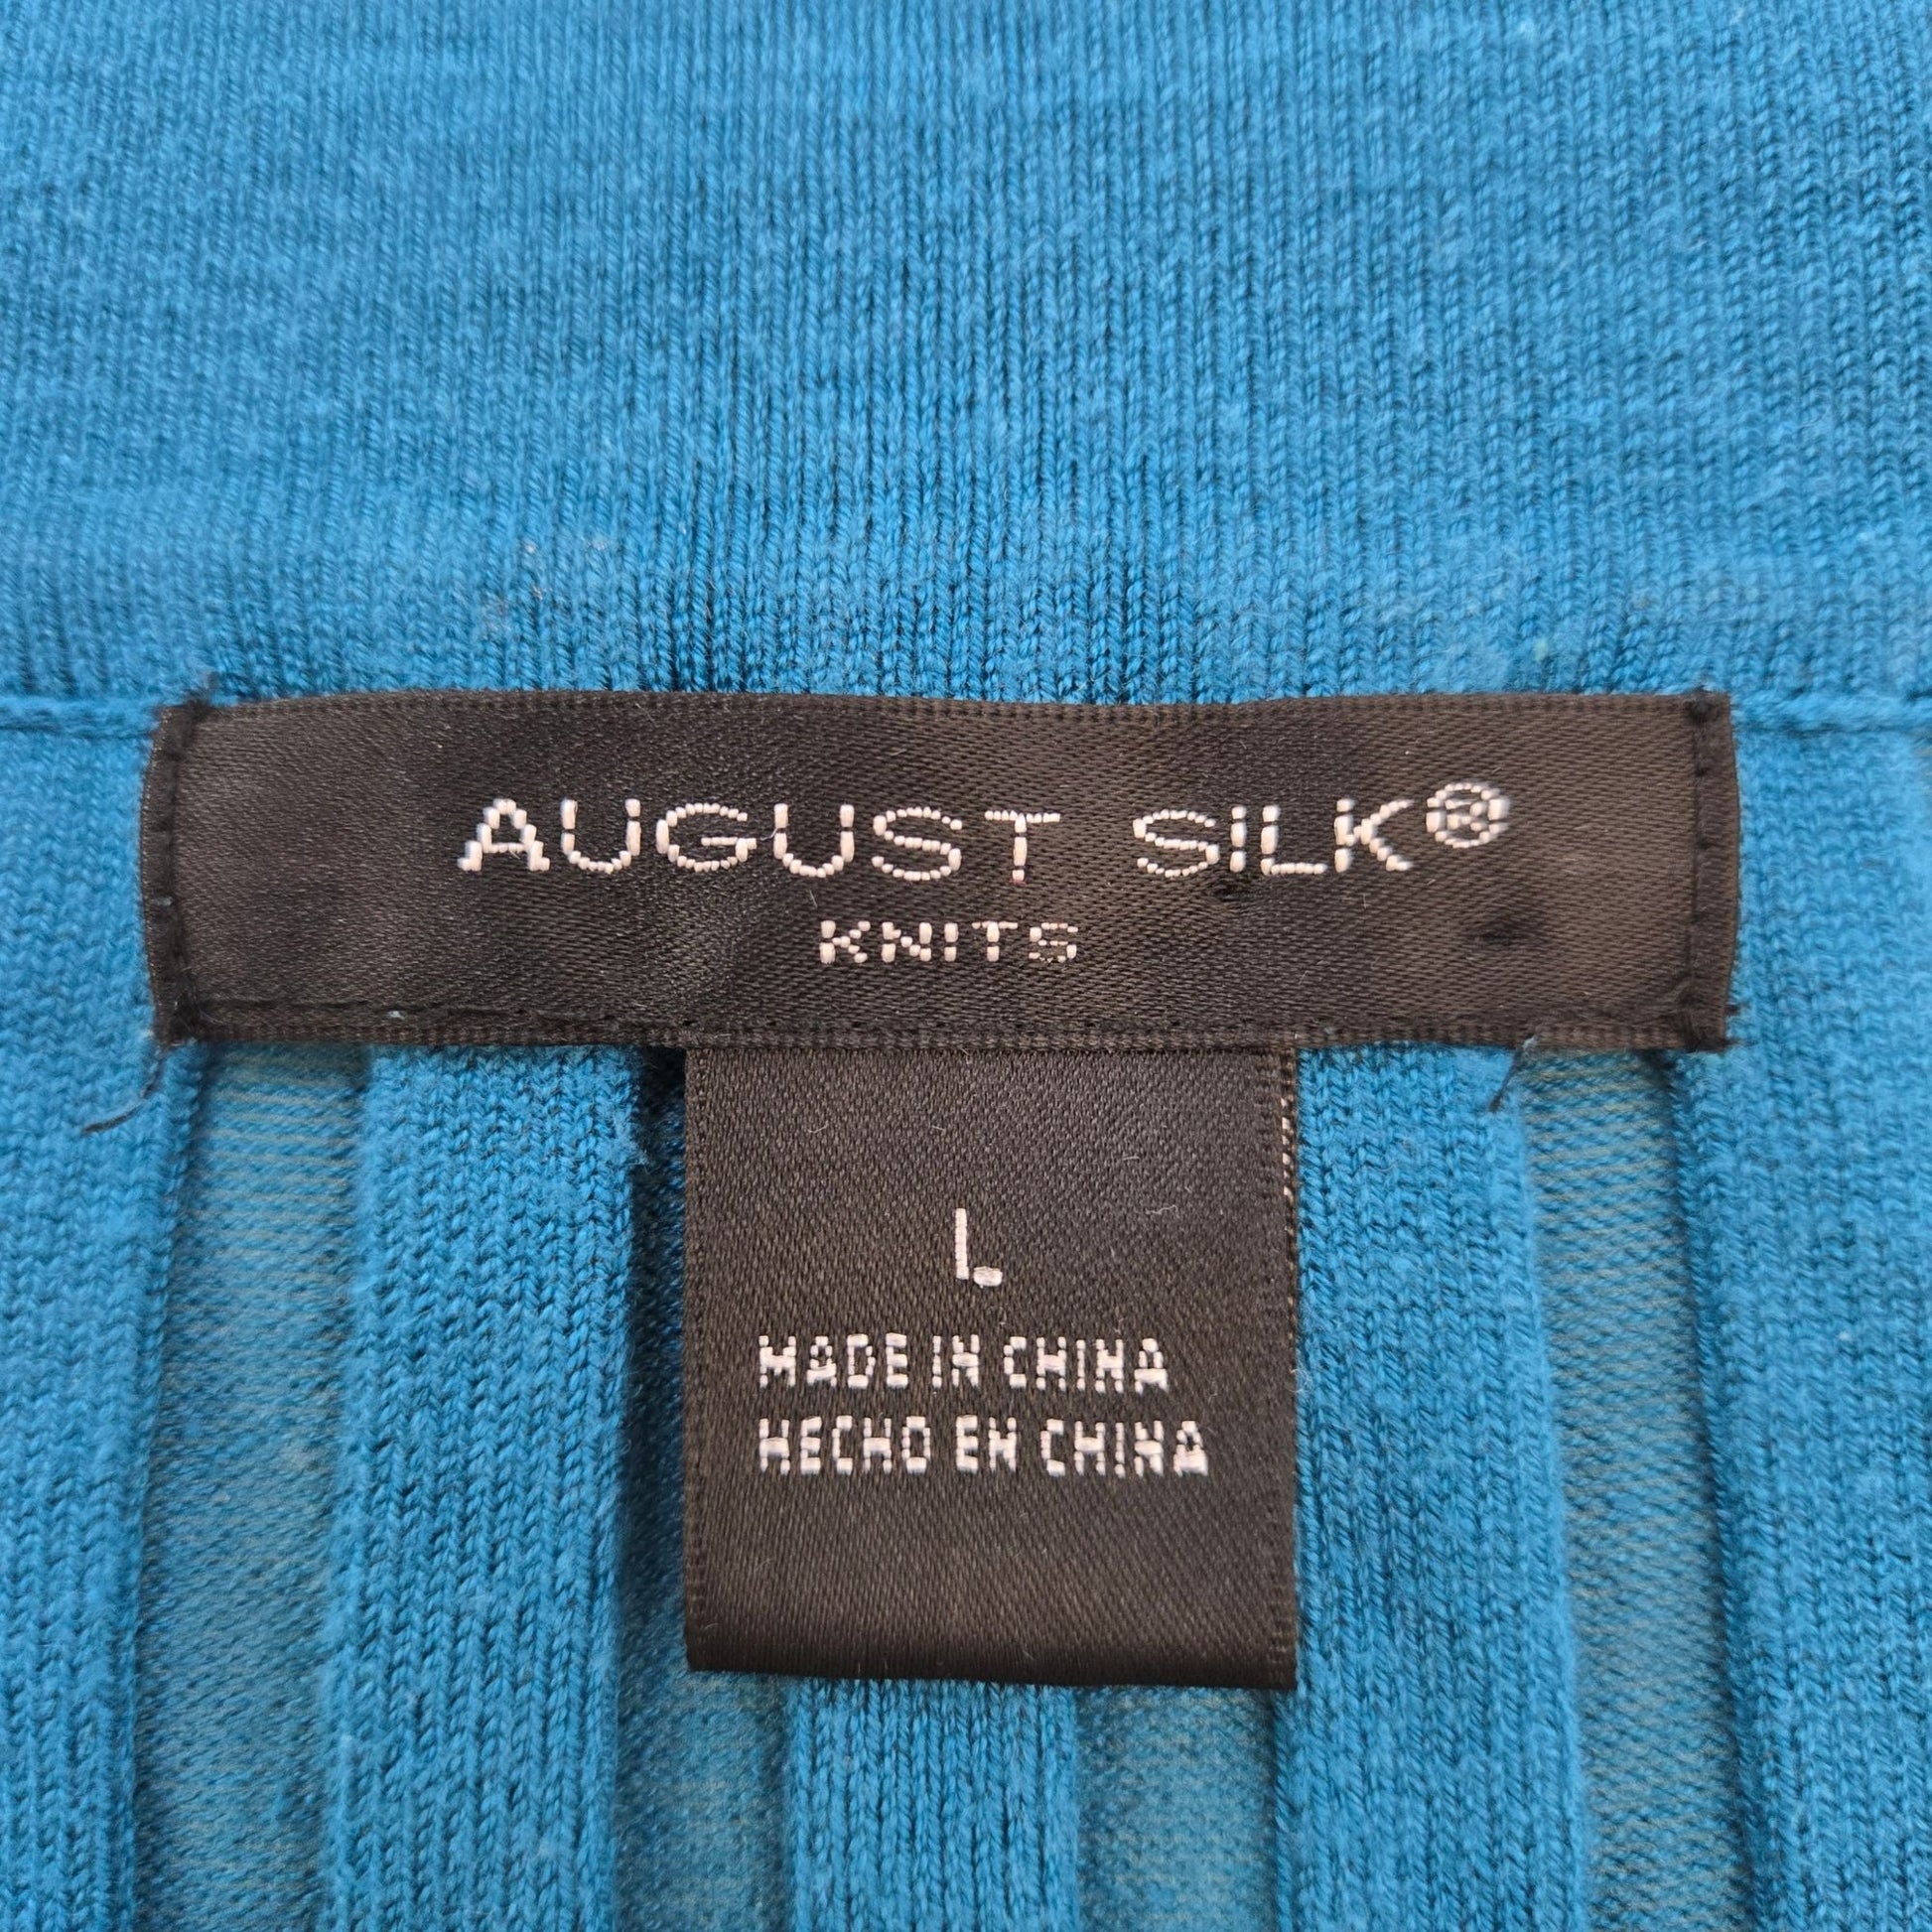 AUGUST SILK®
KNITS
L
MADE IN CHINA
HECHO EN CHINA